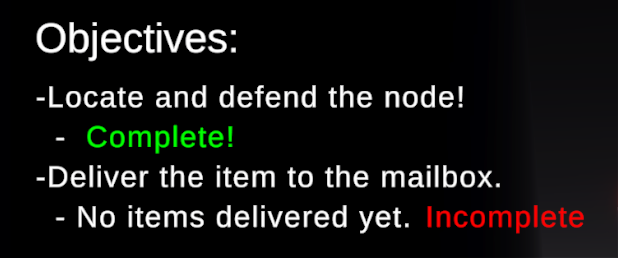 Objectives:
-Locate and defend the node!
- Complete!
-Deliver the item to the mailbox.
- No items delivered yet. Incomplete